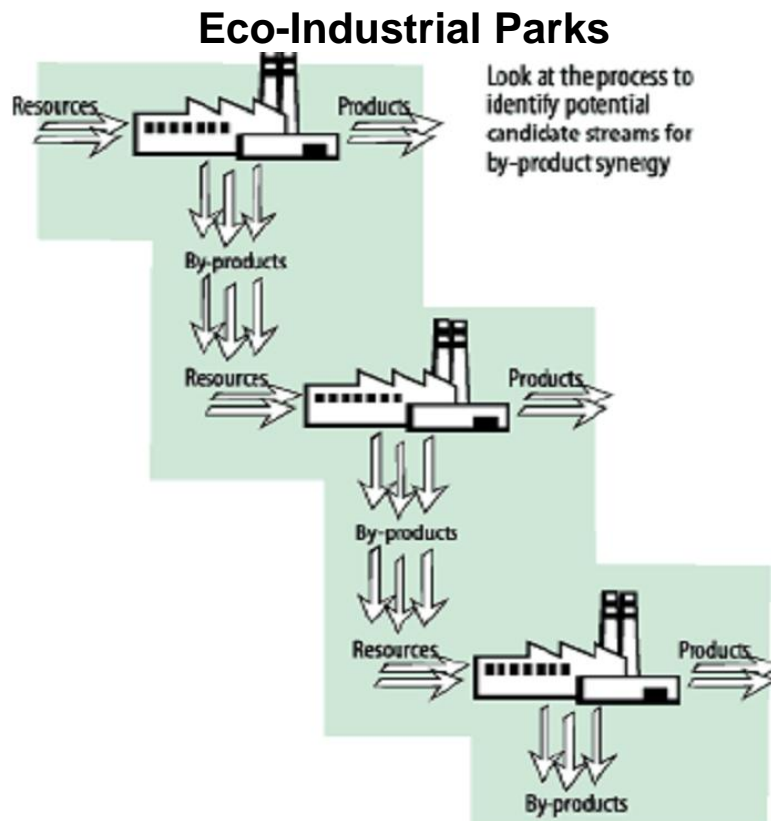 Eco-Industrial Parks
Look at the process to
identify potential
candidate streams for
by-product synergy
Resources
Products
By-products
Resources
Products
By-products
Resources
Products
By-products